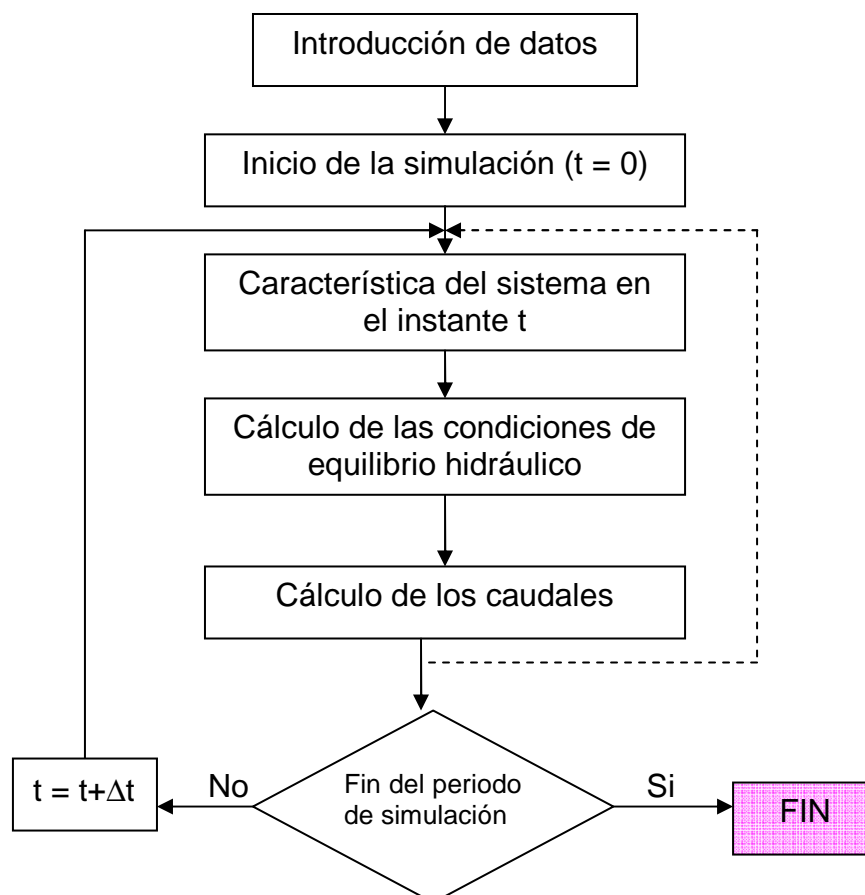 Introducción de datos
Inicio de la simulación (t = 0)
Característica del sistema en
el instante t
Cálculo de las condiciones de
equilibrio hidráulico
Cálculo de los caudales
t = t+Δt
No
Fin del periodo
de simulación
Si
FIN